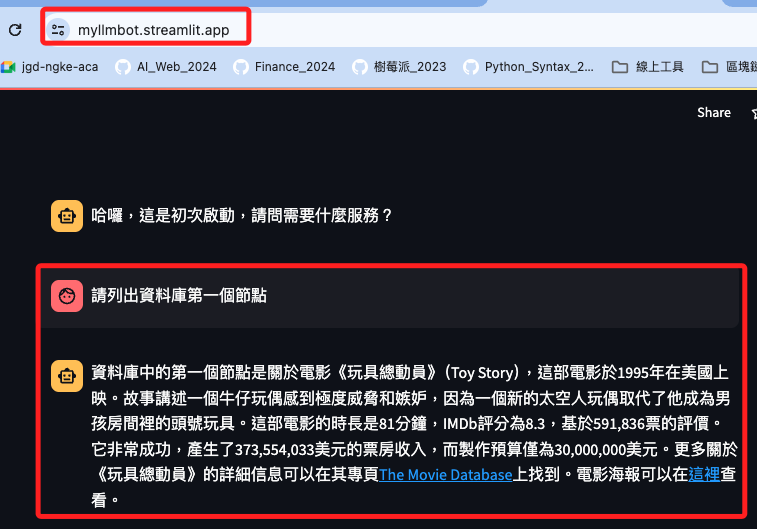 myllmbot.streamlit.app
jgd-ngke-aca AI_Web_2024 Finance_2024 樹莓派_2023 Python_Syntax_2... 線上工具
Share
哈囉，這是初次啟動，請問需要什麼服務？
請列出資料庫第一個節點
資料庫中的第一個節點是關於電影《玩具總動員》（Toy Story），這部電影於1995年在美國上
映。故事講述一個牛仔玩偶感到極度威脅和嫉妒，因為一個新的太空人玩偶取代了他成為男
孩房間裡的頭號玩具。這部電影的時長是81分鐘，IMDb評分為8.3，基於591,836票的評價。
它非常成功，產生了373,554,033美元的票房收入，而製作預算僅為30,000,000美元。更多關於
《玩具總動員》的詳細信息可以在其專頁The Movie Database上找到。電影海報可以在這裡查
看。